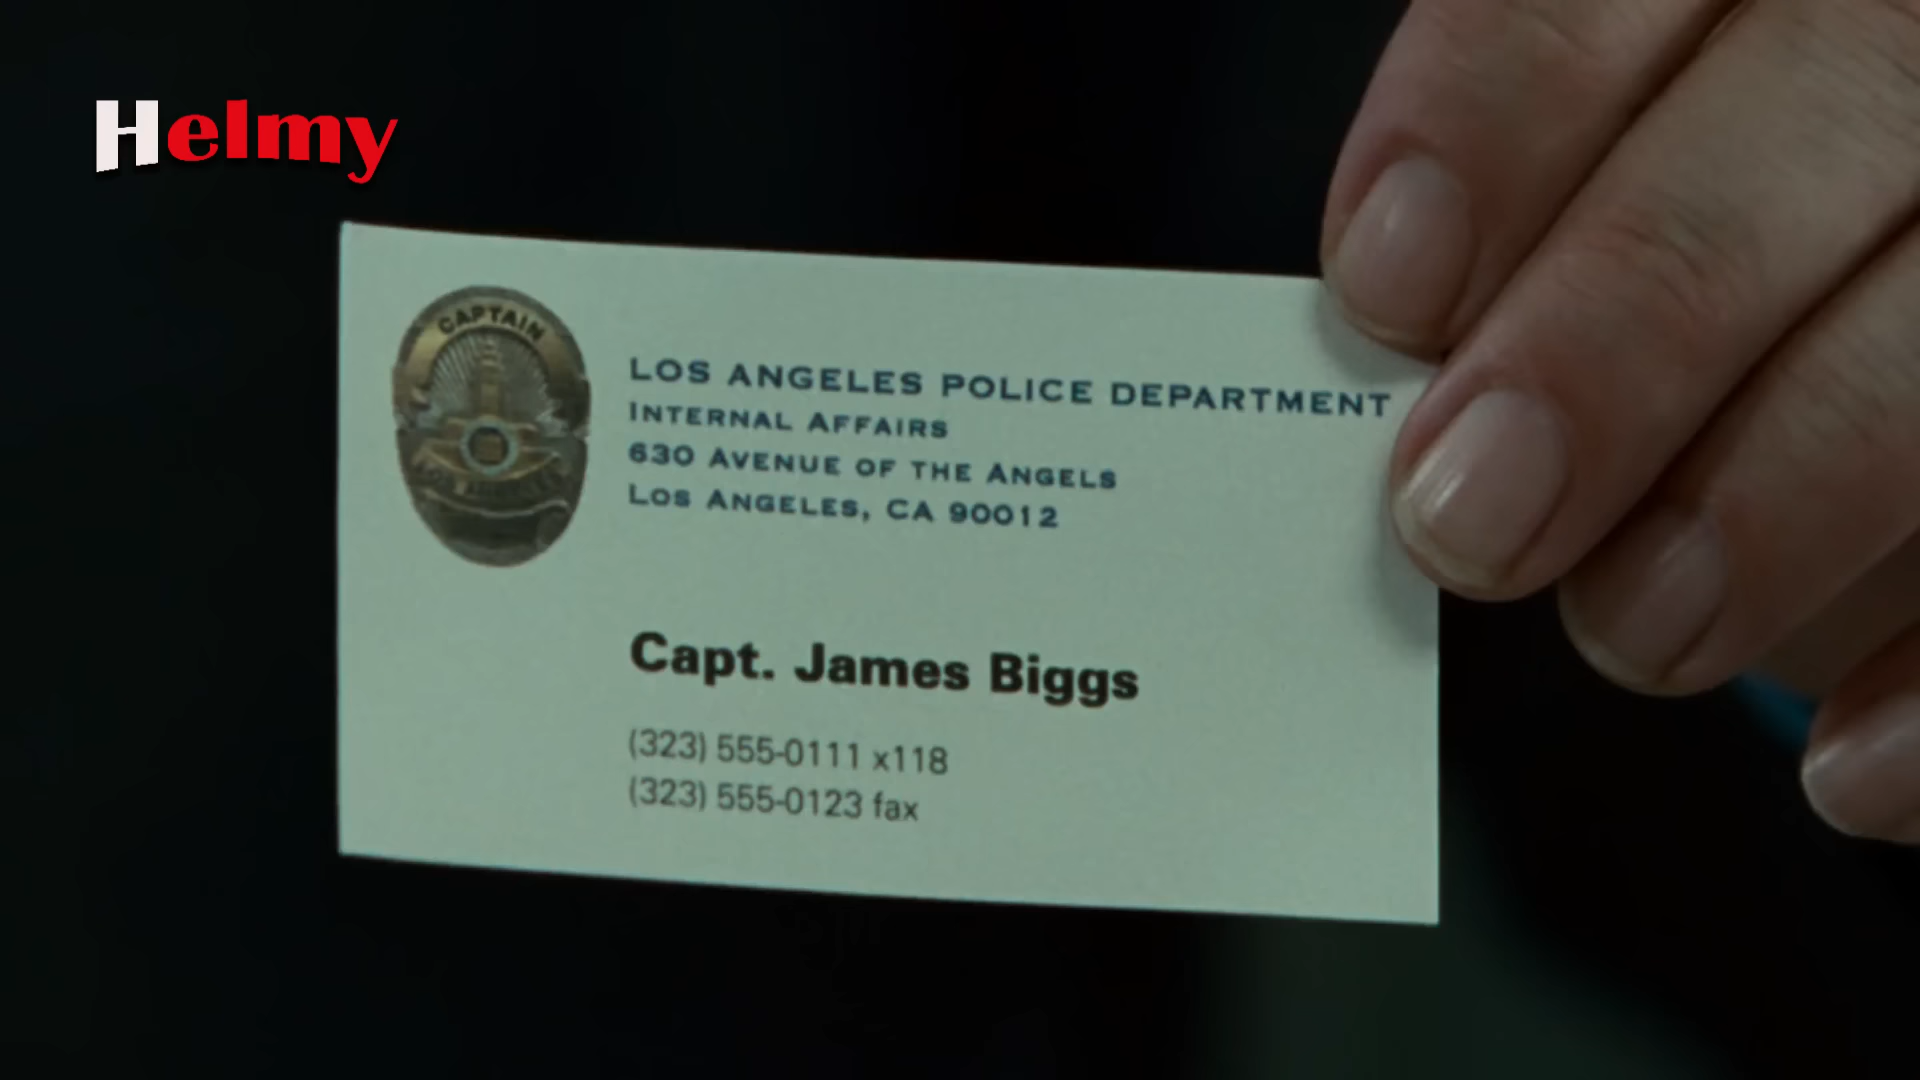 Helmy
CAPTAIN
LOS ANGELES POLICE DEPARTMENT
INTERNAL AFFAIRS
630 AVENUE OF THE ANGELS
LOS ANGELES, CA 90012
Capt. James Biggs
(323) 555-0111 x118
(323) 555-0123 fax